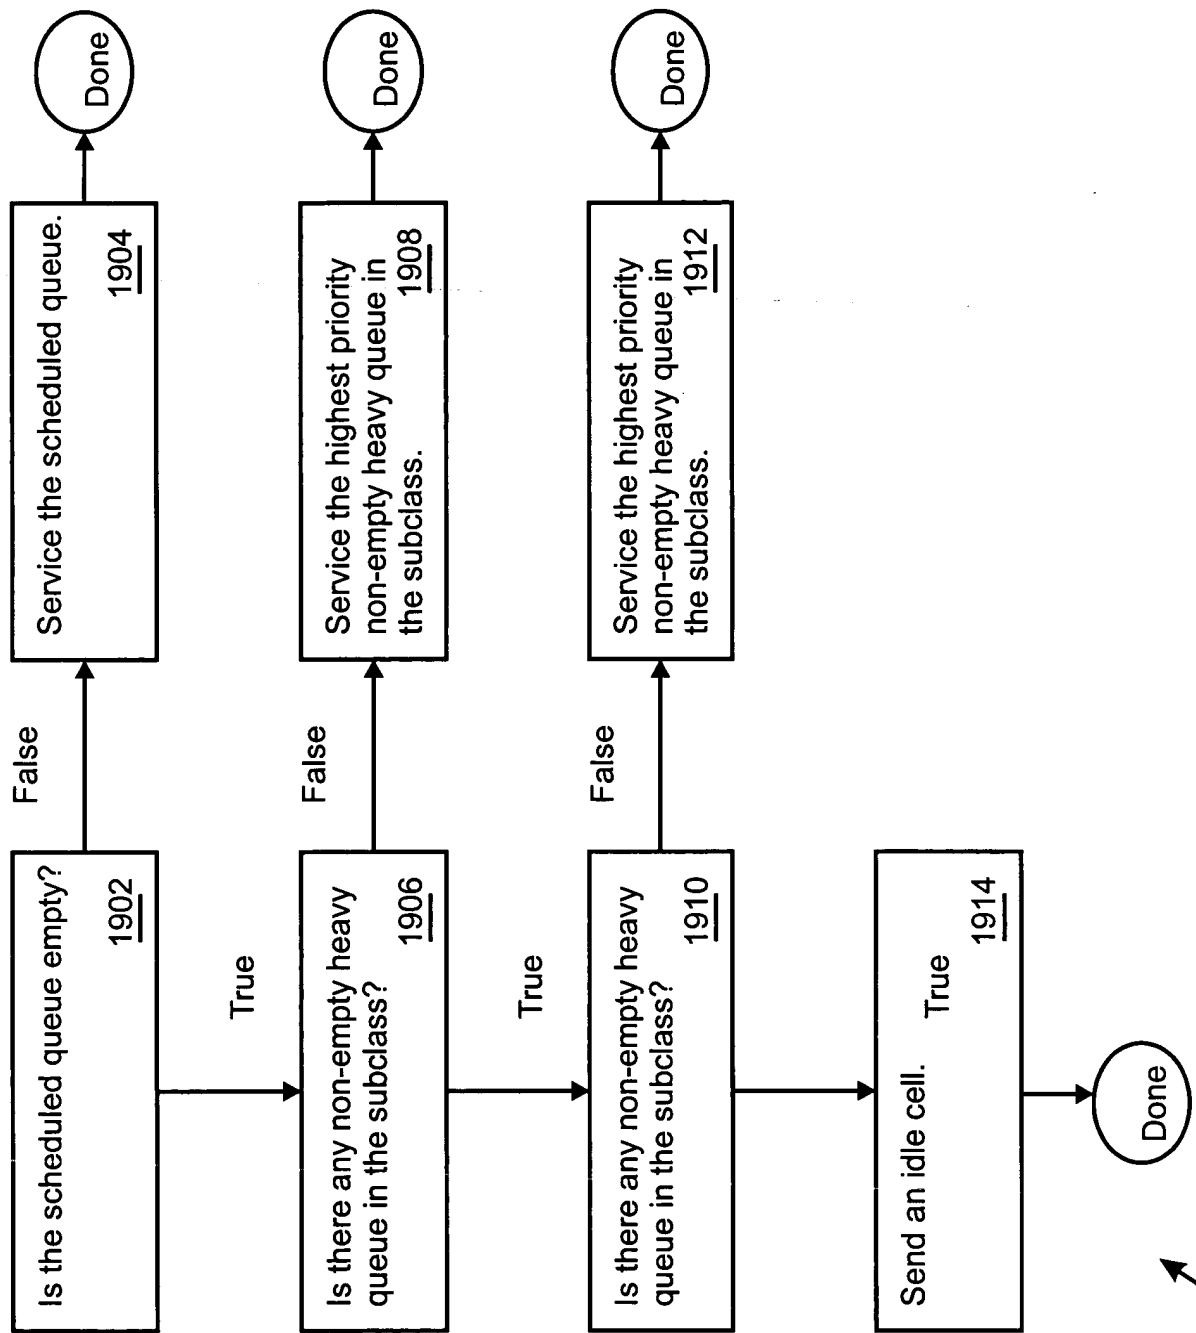 Is the scheduled queue empty?
1902
False
Service the scheduled queue.
1904
Done
True
Is there any non-empty heavy
queue in the subclass?
1906
False
Service the highest priority
non-empty heavy queue in
the subclass.
1908
Done
True
Is there any non-empty heavy
queue in the subclass?
1910
False
Service the highest priority
non-empty heavy queue in
the subclass.
1912
Done
True
Send an idle cell.
1914
Done